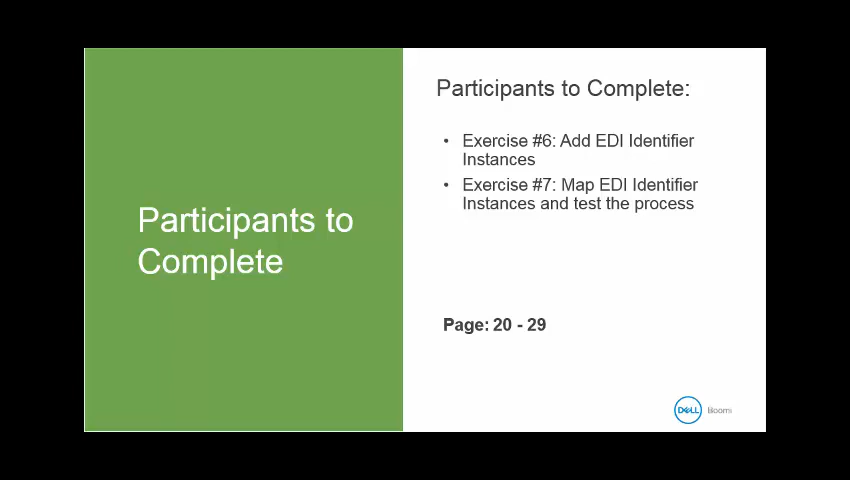 Participants to
Complete
Participants to Complete:
• Exercise #6: Add EDI Identifier
Instances
• Exercise #7: Map EDI Identifier
Instances and test the process
Page: 20 - 29
DELL Boomi